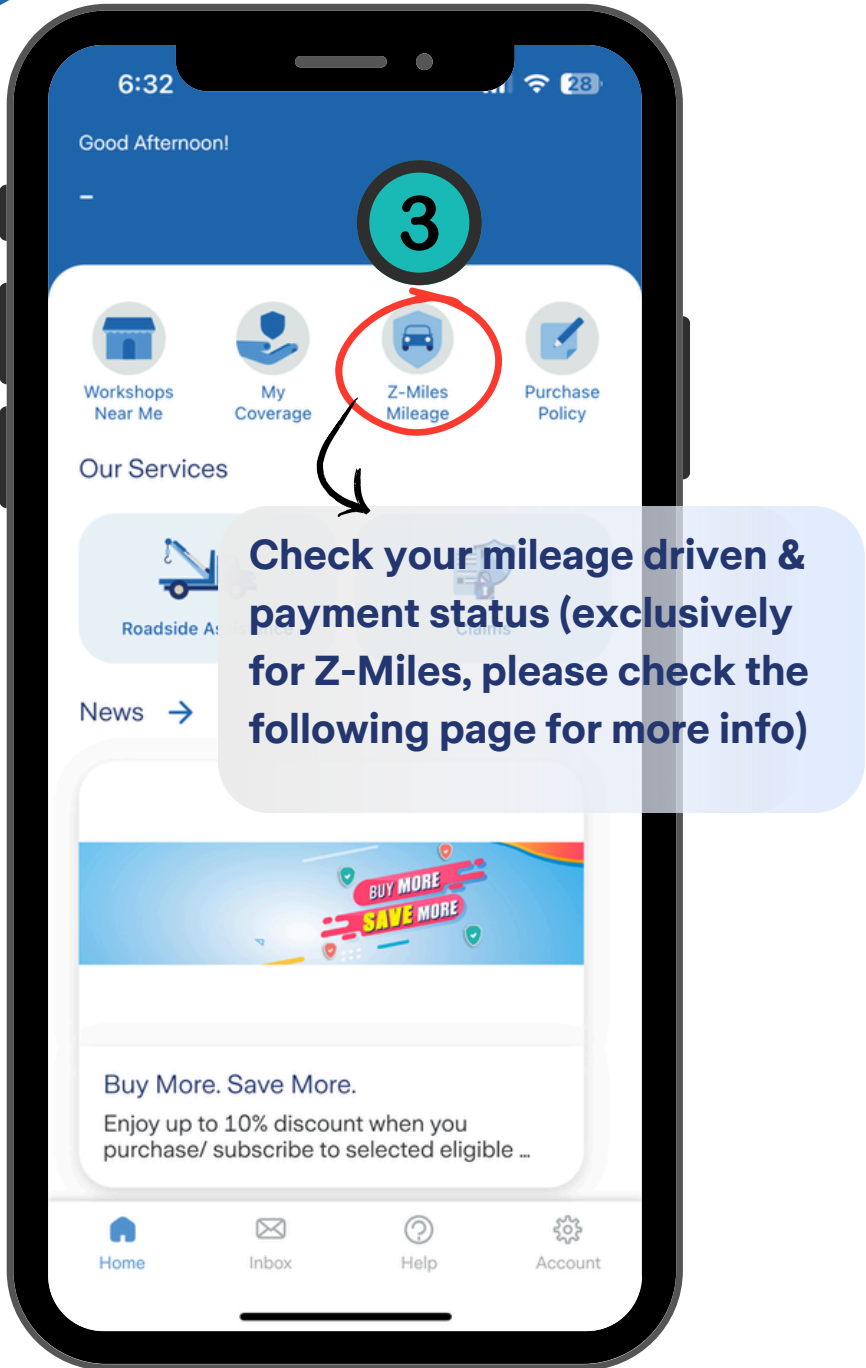 6:32
28
Good Afternoon!
–
3
Workshops
Near Me
My
Coverage
Z-Miles
Mileage
Purchase
Policy
Our Services
Roadside As
Claims
Check your mileage driven &
payment status (exclusively
for Z-Miles, please check the
following page for more info)
News →
BUY MORE
SAVE MORE
Buy More. Save More.
Enjoy up to 10% discount when you
purchase/ subscribe to selected eligible ...
Home
Inbox
Help
Account